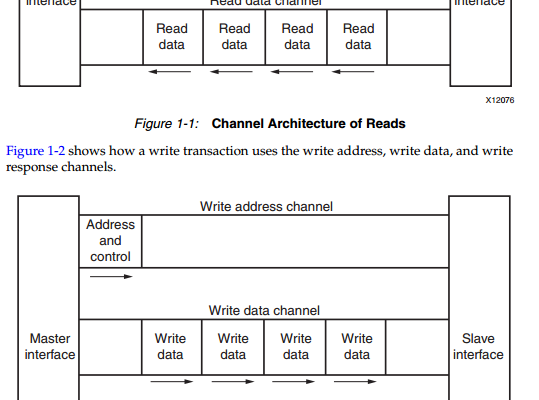 interface
Read data channel
interface
Read
data
Read
data
Read
data
Read
data
X12076
Figure 1-1: Channel Architecture of Reads
Figure 1-2 shows how a write transaction uses the write address, write data, and write
response channels.
Write address channel
Address
and
control
Write data channel
Master
interface
Write
data
Write
data
Write
data
Write
data
Slave
interface